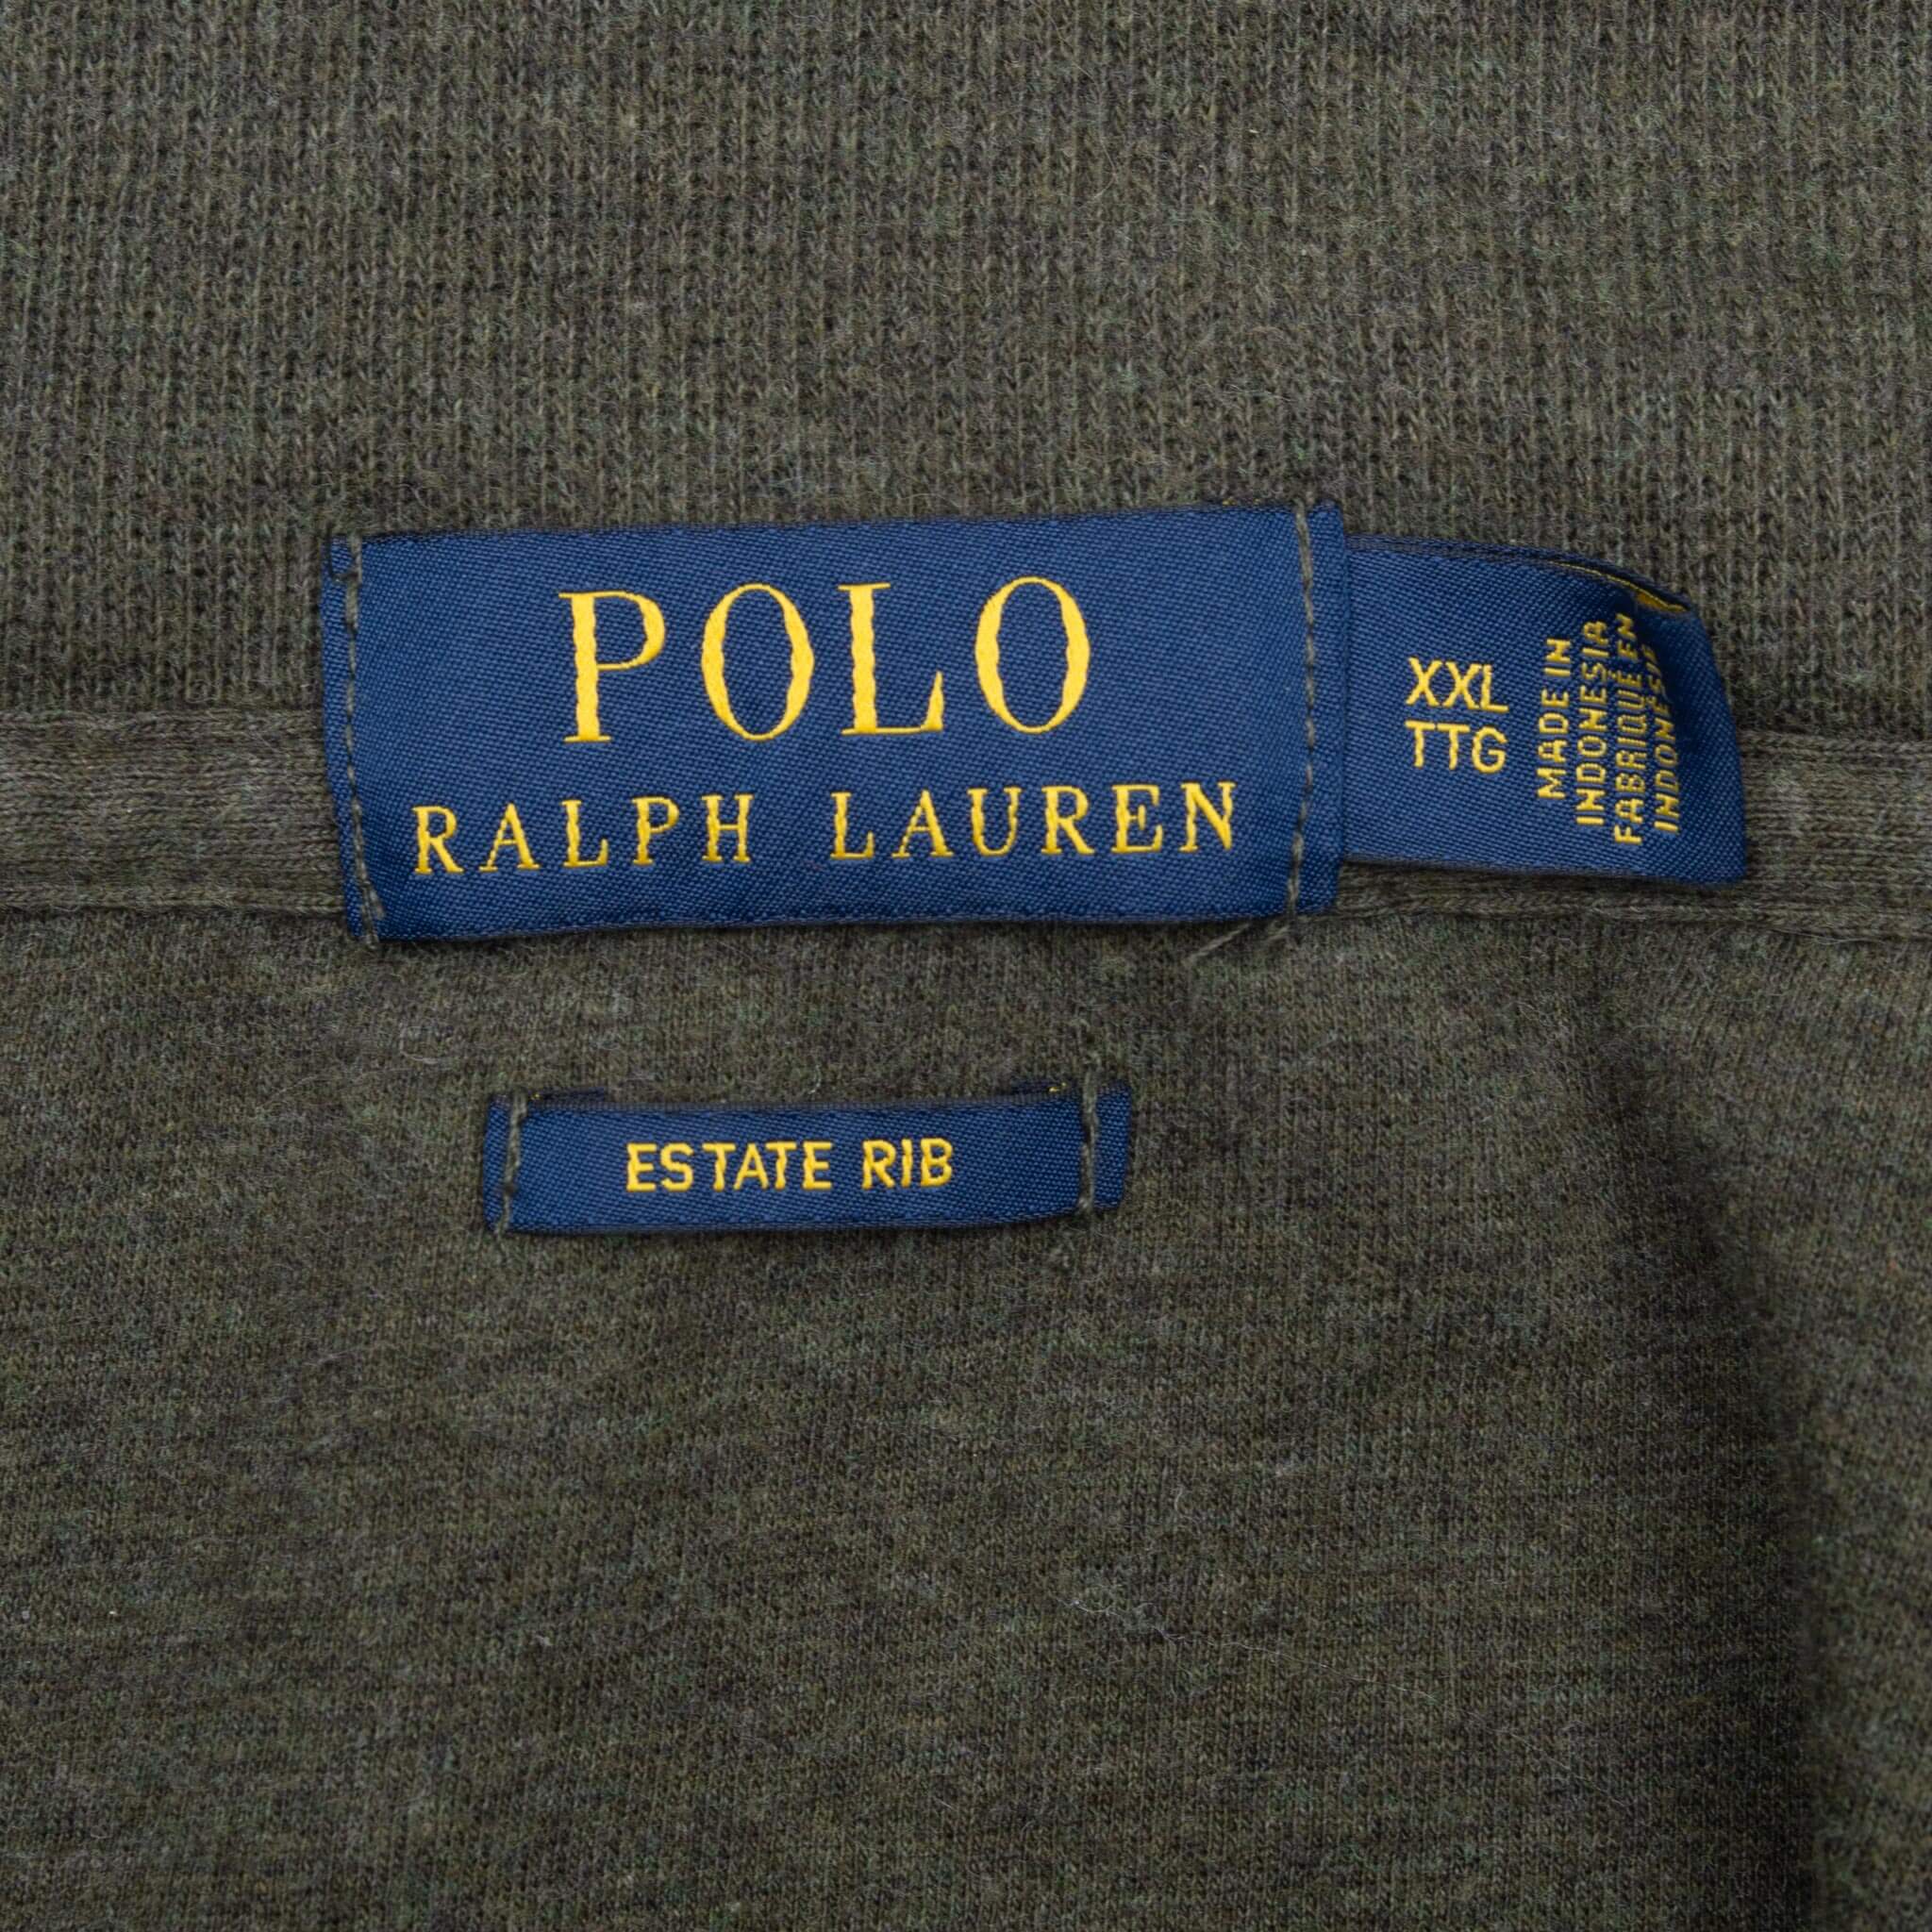 POLO
RALPH LAUREN
XXL
TTG
MADE IN
INDONESIA
FABRIQUÉ EN
INDONÉSIE
ESTATE RIB